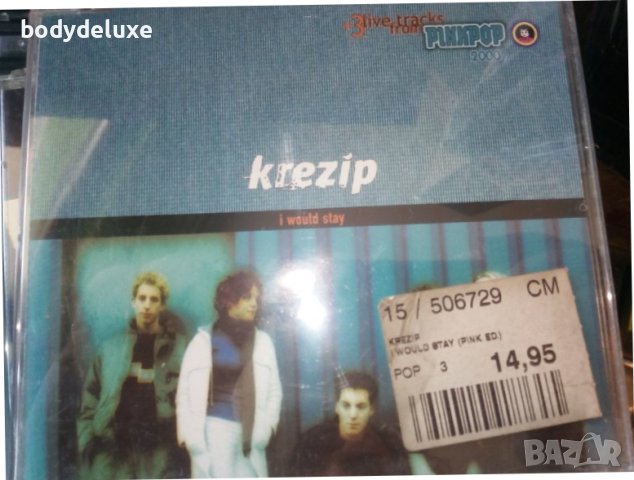 bodydeluxe
+3 live tracks
from PINKPOP
2000
krezip
i would stay
15 / 506729 CM
KREZIP
I WOULD STAY (PINK ED)
POP 3 14,95
BAZAR